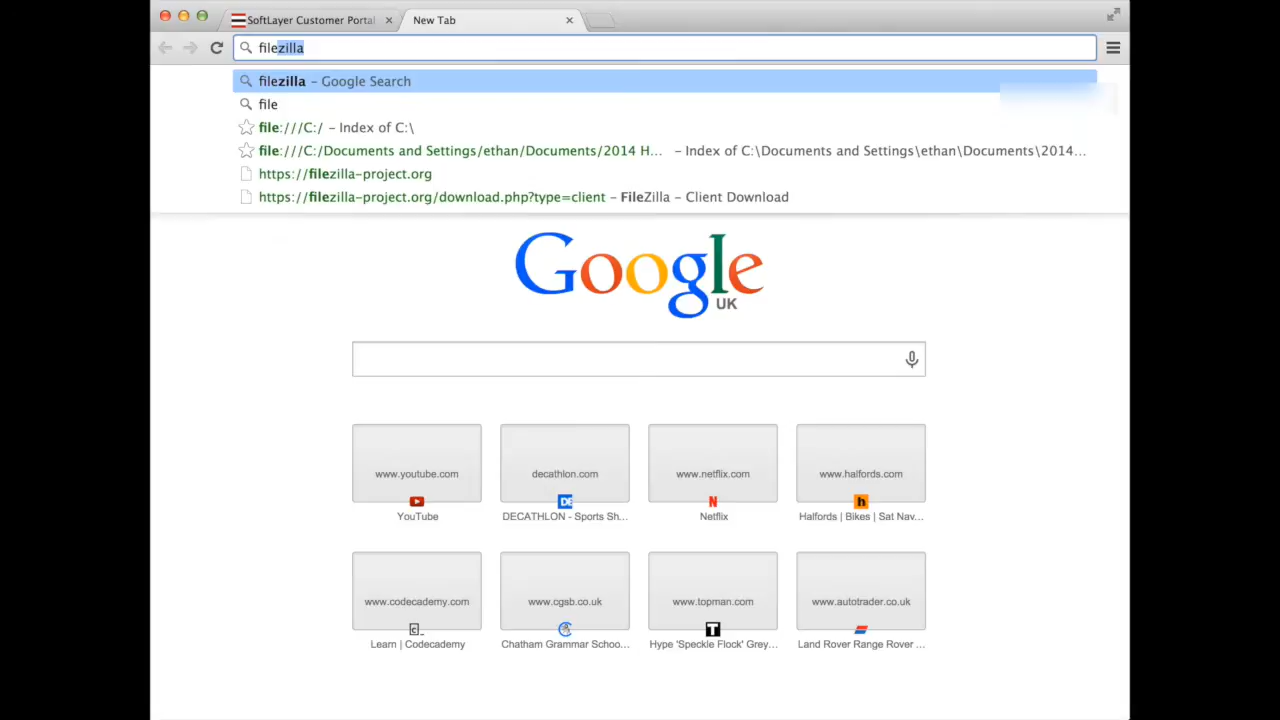 SoftLayer Customer Portal
New Tab
filezilla
filezilla – Google Search
file
file:///C:/ – Index of C:\
file:///C:/Documents and Settings/ethan/Documents/2014 H... – Index of C:\Documents and Settings\ethan\Documents\2014...
https://filezilla-project.org
https://filezilla-project.org/download.php?type=client – FileZilla – Client Download
Google
UK
www.youtube.com
decathlon.com
www.netflix.com
www.halfords.com
DE
N
h
YouTube
DECATHLON - Sports Sh...
Netflix
Halfords | Bikes | Sat Nav...
www.codecademy.com
www.cgsb.co.uk
www.topman.com
www.autotrader.co.uk
T
Learn | Codecademy
Chatham Grammar Schoo...
Hype 'Speckle Flock' Grey...
Land Rover Range Rover ...